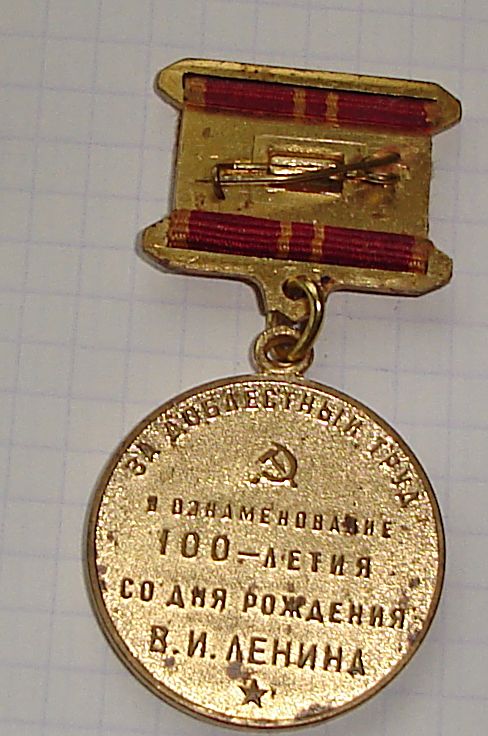 ЗА ДОБЛЕСТНЫЙ ТРУД
В ОЗНАМЕНОВАНИЕ
100-ЛЕТИЯ
СО ДНЯ РОЖДЕНИЯ
В. И. ЛЕНИНА